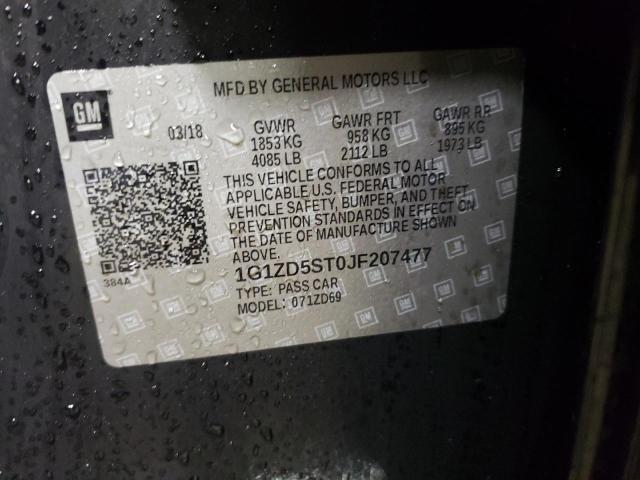 MFD BY GENERAL MOTORS LLC
GM
03/18 GVWR GAWR FRT GAWR RR
1853 KG 958 KG 895 KG
4085 LB 2112 LB 1973 LB
THIS VEHICLE CONFORMS TO ALL
APPLICABLE U.S. FEDERAL MOTOR
VEHICLE SAFETY, BUMPER, AND THEFT
PREVENTION STANDARDS IN EFFECT ON
THE DATE OF MANUFACTURE SHOWN
ABOVE.
384A
1G1ZD5ST0JF207477
TYPE: PASS CAR
MODEL: 071ZD69